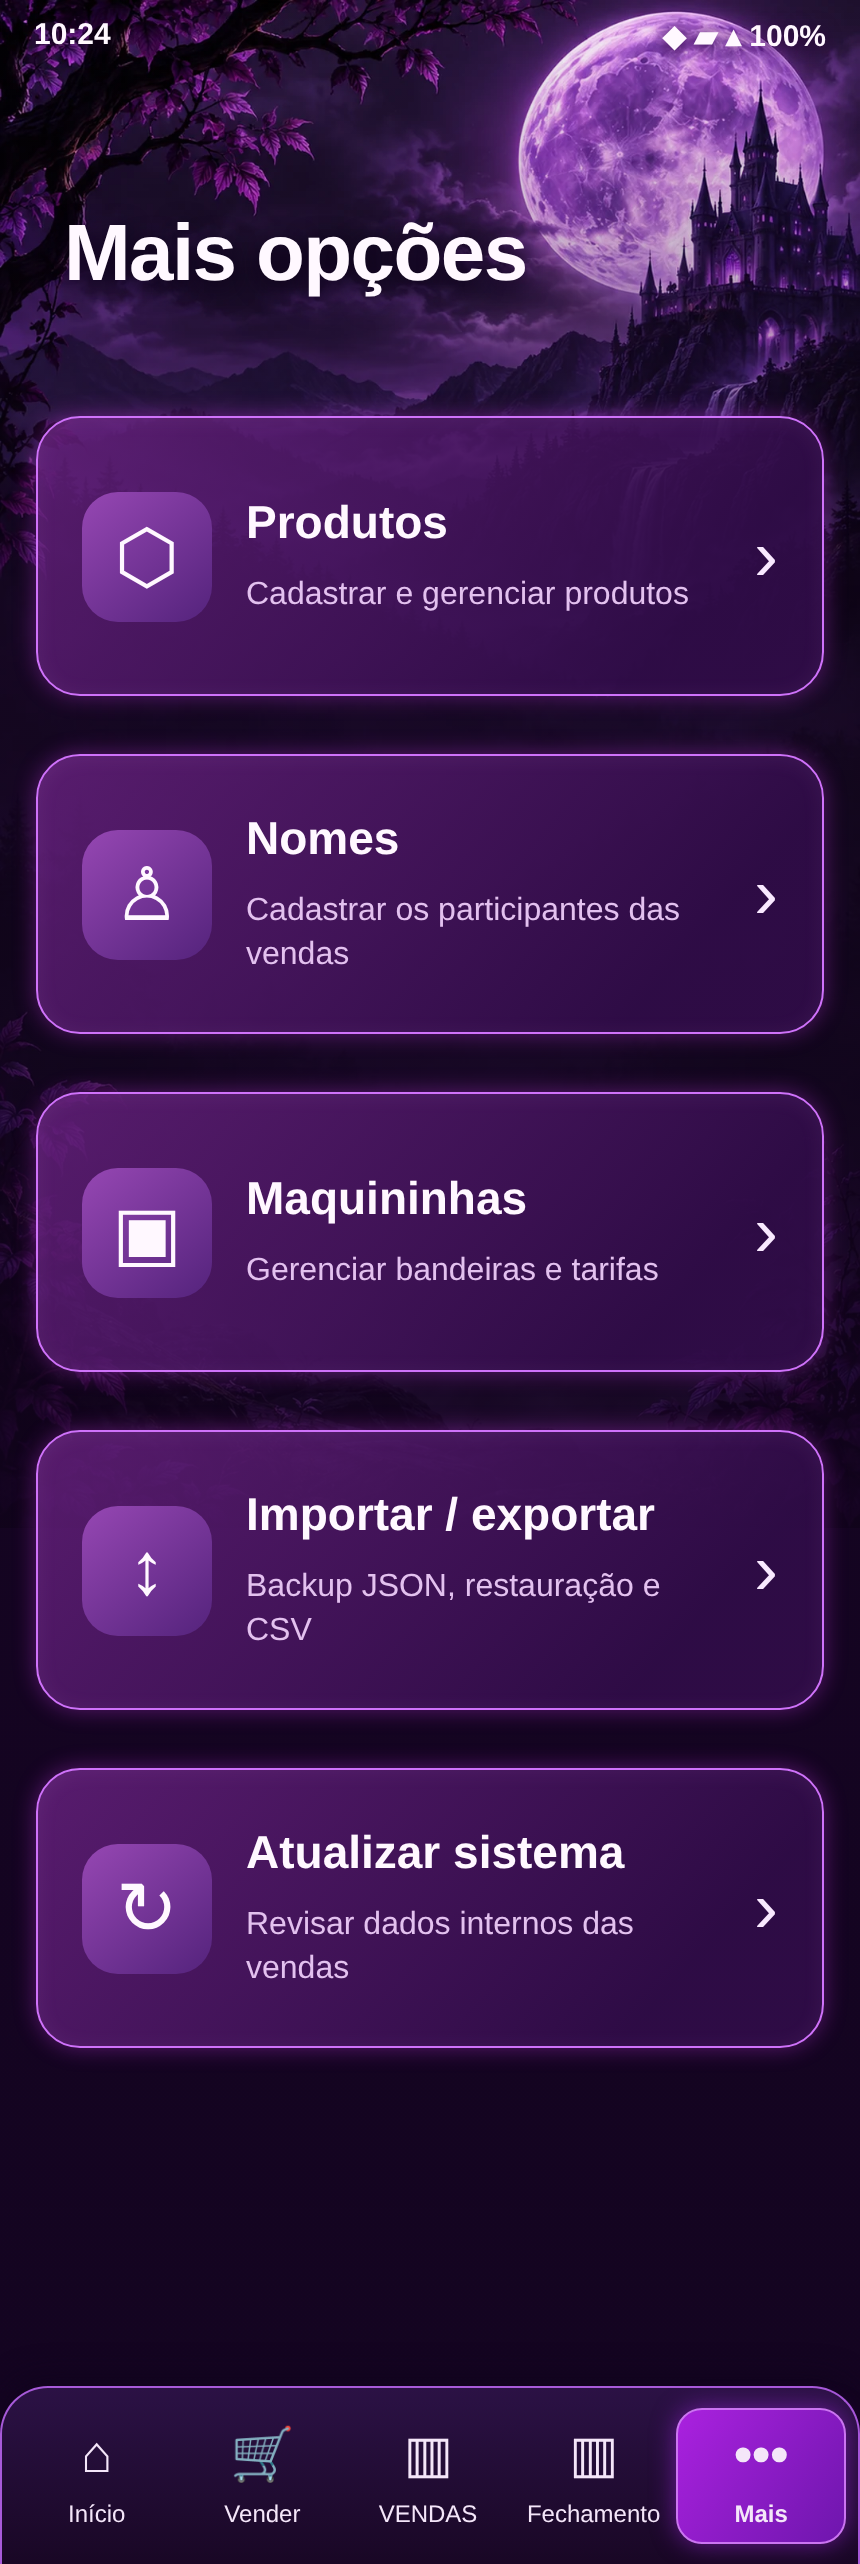 10:24
100%
Mais opções
Produtos
Cadastrar e gerenciar produtos
Nomes
Cadastrar os participantes das
vendas
Maquininhas
Gerenciar bandeiras e tarifas
Importar / exportar
Backup JSON, restauração e
CSV
Atualizar sistema
Revisar dados internos das
vendas
Início
Vender
VENDAS
Fechamento
Mais